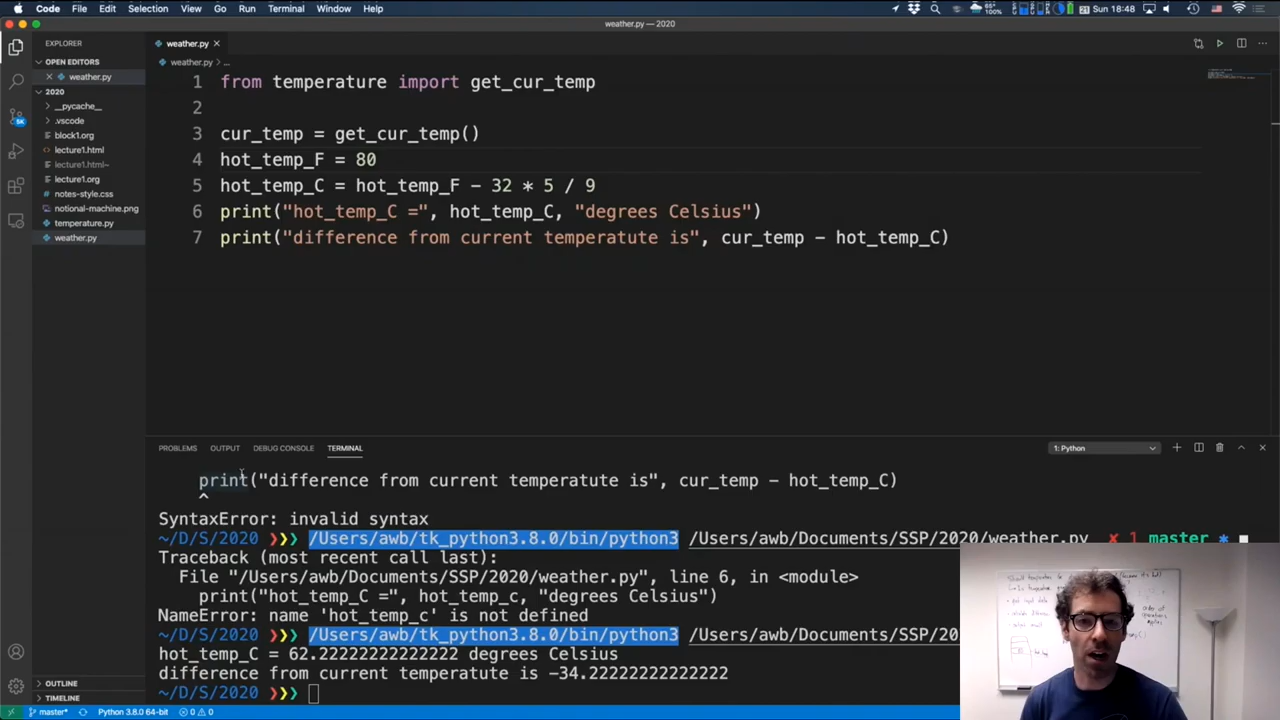 Code File Edit Selection View Go Run Terminal Window Help
Sun 18:48
weather.py — 2020
EXPLORER
OPEN EDITORS
weather.py
2020
__pycache__
.vscode
block1.org
lecture1.html
lecture1.html~
lecture1.org
notes-style.css
notional-machine.png
temperature.py
weather.py
OUTLINE
TIMELINE
weather.py
weather.py > ...
1 from temperature import get_cur_temp
2
3 cur_temp = get_cur_temp()
4 hot_temp_F = 80
5 hot_temp_C = hot_temp_F - 32 * 5 / 9
6 print("hot_temp_C =", hot_temp_C, "degrees Celsius")
7 print("difference from current temperatute is", cur_temp - hot_temp_C)
PROBLEMS OUTPUT DEBUG CONSOLE TERMINAL
1: Python
print("difference from current temperatute is", cur_temp - hot_temp_C)
^
SyntaxError: invalid syntax
~/D/S/2020 ❯❯❯ /Users/awb/tk_python3.8.0/bin/python3 /Users/awb/Documents/SSP/2020/weather.py ✘ 1 master *
Traceback (most recent call last):
File "/Users/awb/Documents/SSP/2020/weather.py", line 6, in <module>
print("hot_temp_C =", hot_temp_c, "degrees Celsius")
NameError: name 'hot_temp_c' is not defined
~/D/S/2020 ❯❯❯ /Users/awb/tk_python3.8.0/bin/python3 /Users/awb/Documents/SSP/20
hot_temp_C = 62.22222222222222 degrees Celsius
difference from current temperatute is -34.22222222222222
~/D/S/2020 ❯❯❯
master* Python 3.8.0 64-bit 0 0